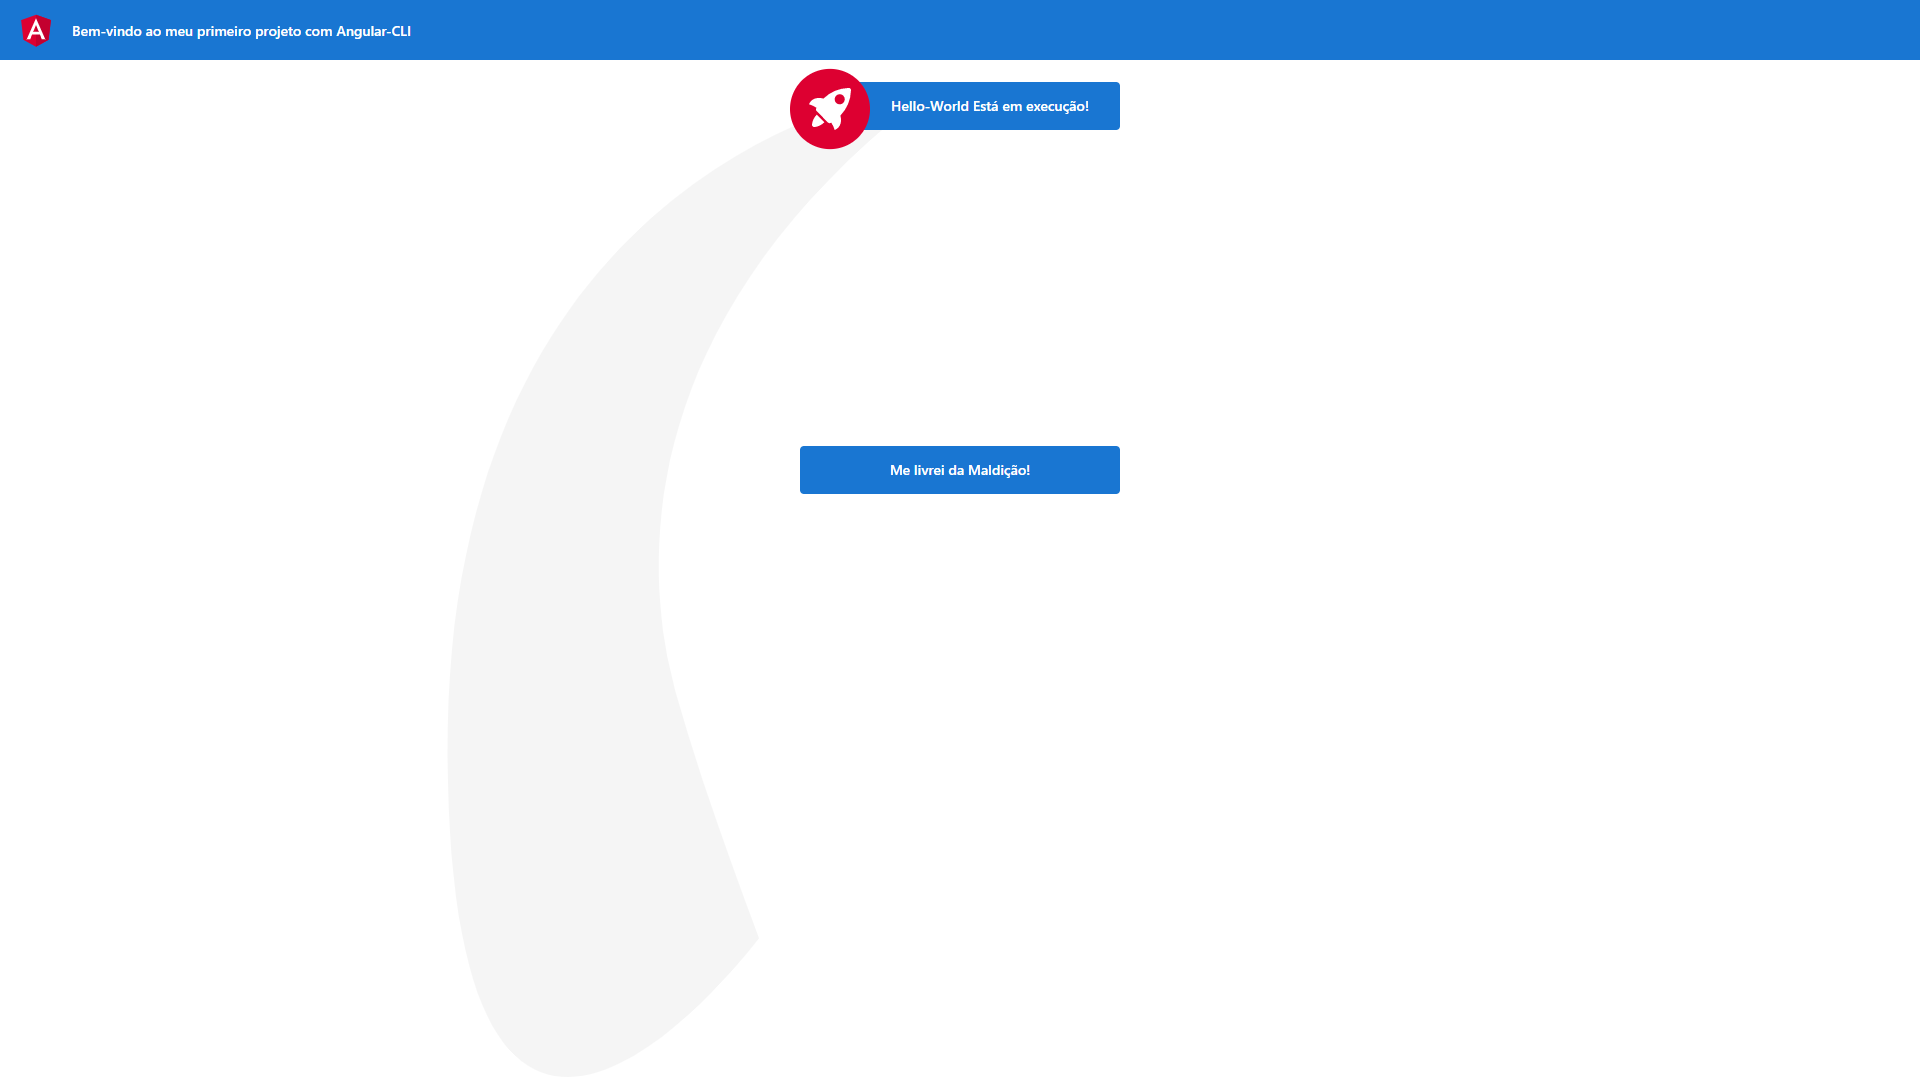 Bem-vindo ao meu primeiro projeto com Angular-CLI
Hello-World Está em execução!
Me livrei da Maldição!